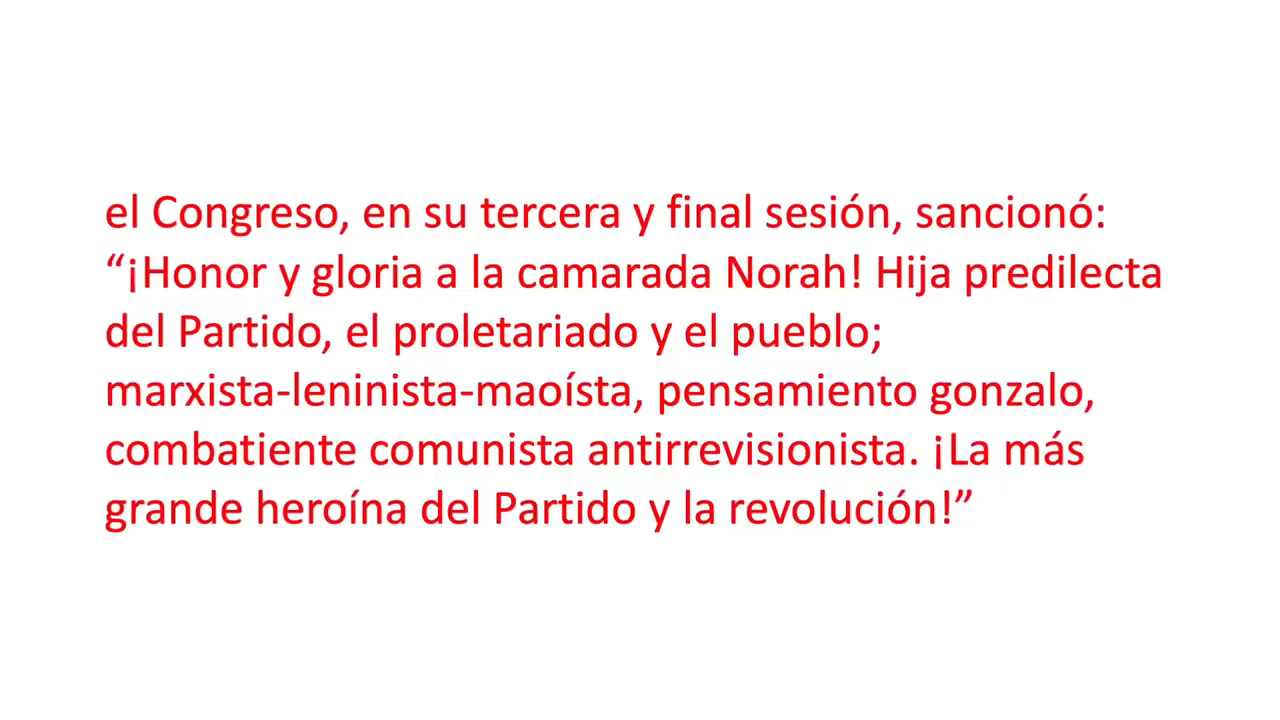 el Congreso, en su tercera y final sesión, sancionó:
“¡Honor y gloria a la camarada Norah! Hija predilecta
del Partido, el proletariado y el pueblo;
marxista-leninista-maoísta, pensamiento gonzalo,
combatiente comunista antirrevisionista. ¡La más
grande heroína del Partido y la revolución!”